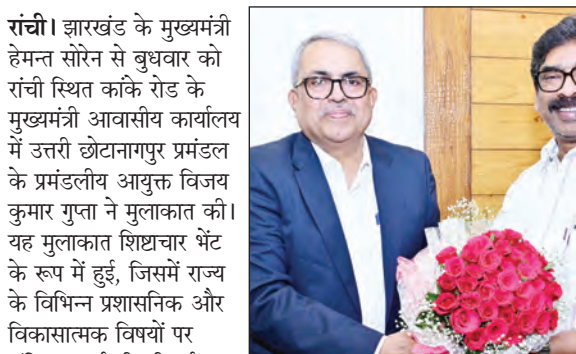 रांची। झारखंड के मुख्यमंत्री
हेमन्त सोरेन से बुधवार को
रांची स्थित कांके रोड के
मुख्यमंत्री आवासीय कार्यालय
में उत्तरी छोटानागपुर प्रमंडल
के प्रमंडलीय आयुक्त विजय
कुमार गुप्ता ने मुलाकात की।
यह मुलाकात शिष्टाचार भेंट
के रूप में हुई, जिसमें राज्य
के विभिन्न प्रशासनिक और
विकासात्मक विषयों पर